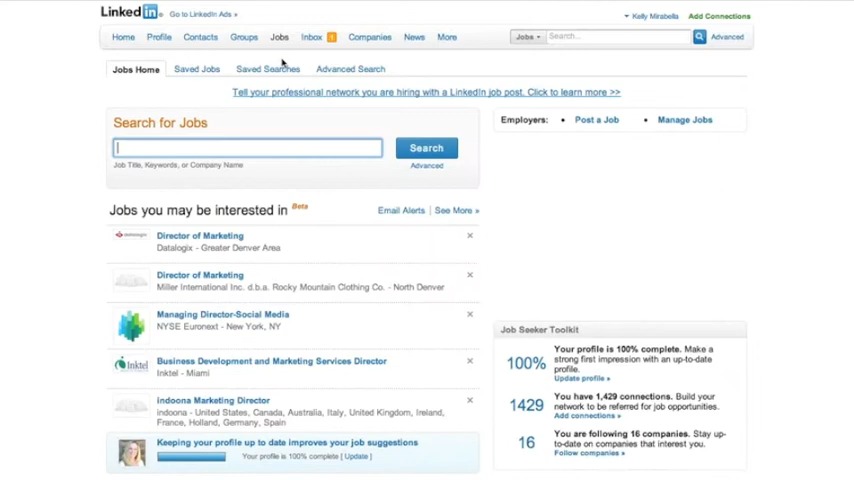 Linked in Go to LinkedIn Ads » Kelly Mirabella Add Connections
Home Profile Contacts Groups Jobs Inbox 1 Companies News More Jobs Search... Advanced
Jobs Home Saved Jobs Saved Searches Advanced Search
Tell your professional network you are hiring with a LinkedIn job post. Click to learn more >>
Search for Jobs
Search
Job Title, Keywords, or Company Name
Advanced
Employers: • Post a Job • Manage Jobs
Jobs you may be interested in Beta Email Alerts | See More »
Datalogix
Director of Marketing
Datalogix - Greater Denver Area
Director of Marketing
Miller International Inc. d.b.a. Rocky Mountain Clothing Co. - North Denver
Managing Director-Social Media
NYSE Euronext - New York, NY
Inktel
Business Development and Marketing Services Director
Inktel - Miami
indoona Marketing Director
indoona - United States, Canada, Australia, Italy, United Kingdom, Ireland,
France, Holland, Germany, Spain
Keeping your profile up to date improves your job suggestions
Your profile is 100% complete [ Update ]
Job Seeker Toolkit
100%
Your profile is 100% complete. Make a
strong first impression with an up-to-date
profile.
Update profile »
1429
You have 1,429 connections. Build your
network to be referred for job opportunities.
Add connections »
16
You are following 16 companies. Stay up-
to-date on companies that interest you.
Follow companies »